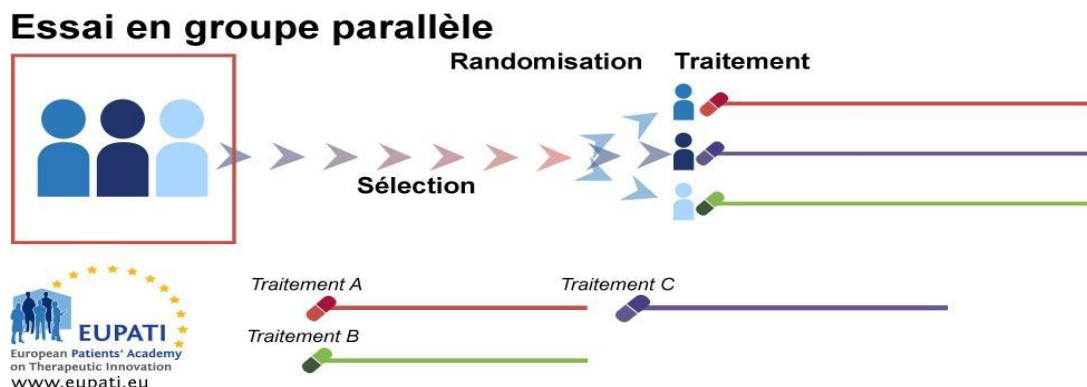 Essai en groupe parallèle
Randomisation
Traitement
Sélection
Traitement A
Traitement C
Traitement B
EUPATI
European Patients' Academy
on Therapeutic Innovation
www.eupati.eu